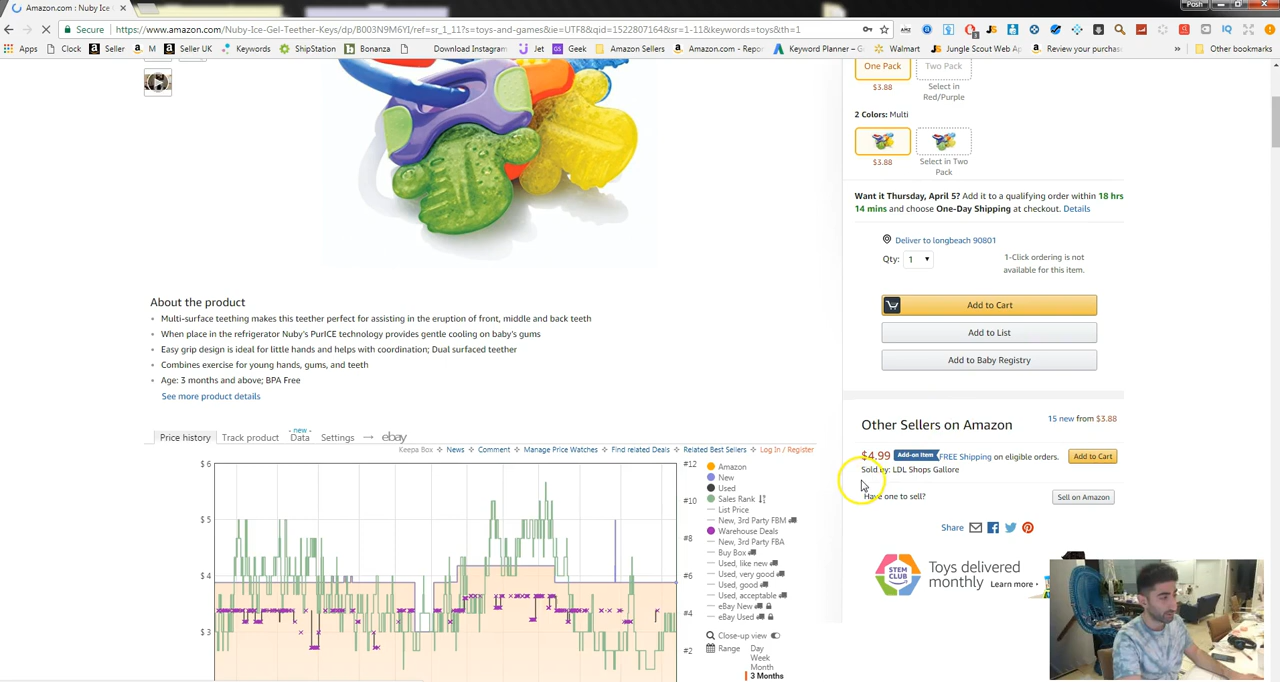 Amazon.com : Nuby Ice
Posh
Secure
https://www.amazon.com/Nuby-Ice-Gel-Teether-Keys/dp/B003N9M6YI/ref=sr_1_11?s=toys-and-games&ie=UTF8&qid=1522807164&sr=1-11&keywords=toys&th=1
Apps Clock Seller M Seller UK Keywords ShipStation Bonanza Download Instagram Jet Geek Amazon Sellers Amazon.com - Repo Keyword Planner – G Walmart Jungle Scout Web Ap Review your purchas » Other bookmarks
One Pack Two Pack
$3.88 Select in
Red/Purple
2 Colors: Multi
$3.88 Select in Two
Pack
Want it Thursday, April 5? Add it to a qualifying order within 18 hrs
14 mins and choose One-Day Shipping at checkout. Details
Deliver to longbeach 90801
Qty: 1
1-Click ordering is not
available for this item.
Add to Cart
Add to List
Add to Baby Registry
About the product
• Multi-surface teething makes this teether perfect for assisting in the eruption of front, middle and back teeth
• When place in the refrigerator Nuby's PurICE technology provides gentle cooling on baby's gums
• Easy grip design is ideal for little hands and helps with coordination; Dual surfaced teether
• Combines exercise for young hands, gums, and teeth
• Age: 3 months and above; BPA Free
See more product details
Other Sellers on Amazon
15 new from $3.88
$4.99 Add-on Item FREE Shipping on eligible orders. Add to Cart
Sold by: LDL Shops Gallore
Have one to sell? Sell on Amazon
Share
STEM
CLUB
Toys delivered
monthly Learn more ›
- new -
Price history Track product Data Settings → ebay
Keepa Box News Comment Manage Price Watches Find related Deals Related Best Sellers Log In / Register
$ 6
$ 5
$ 4
$ 3
#12
#10
#8
#6
#4
#2
Amazon
New
Used
Sales Rank
List Price
New, 3rd Party FBM
Warehouse Deals
New, 3rd Party FBA
Buy Box
Used, like new
Used, very good
Used, good
Used, acceptable
eBay New
eBay Used
Close-up view
Range Day
Week
Month
3 Months